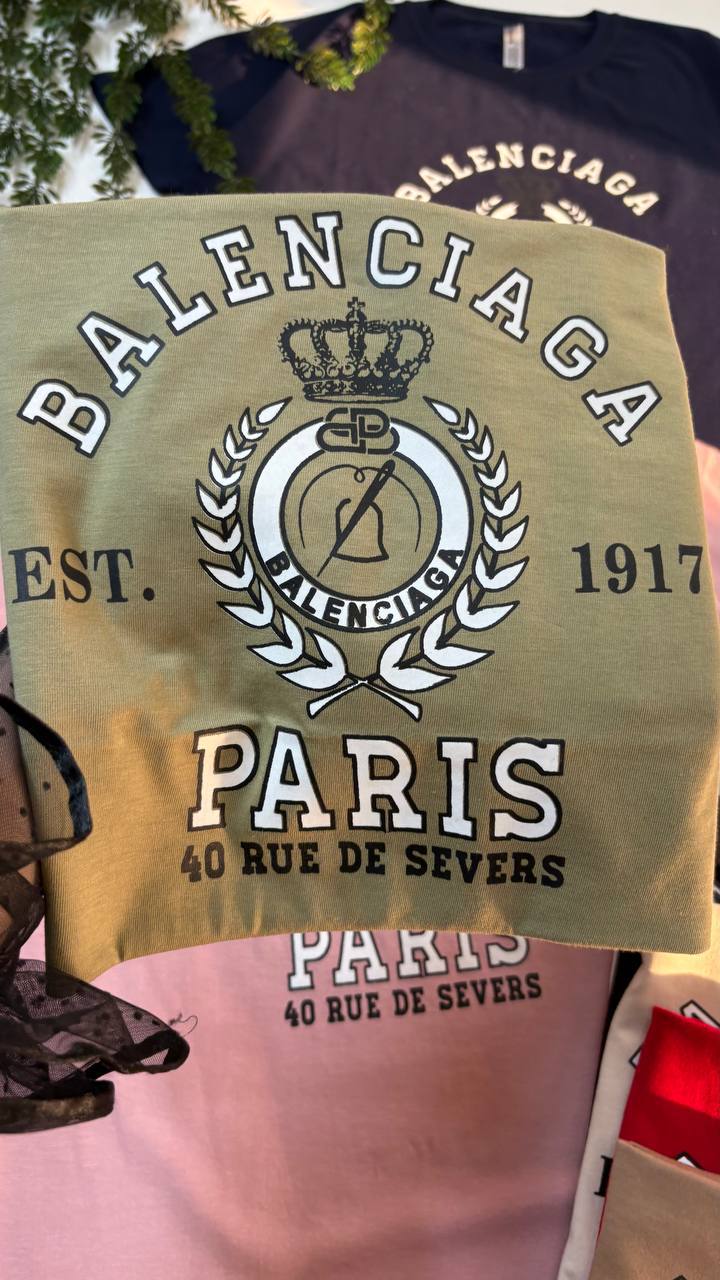 BALENCIAGA
BALENCIAGA
BALENCIAGA
EST. 1917
PARIS
40 RUE DE SEVERS
PARIS
40 RUE DE SEVERS